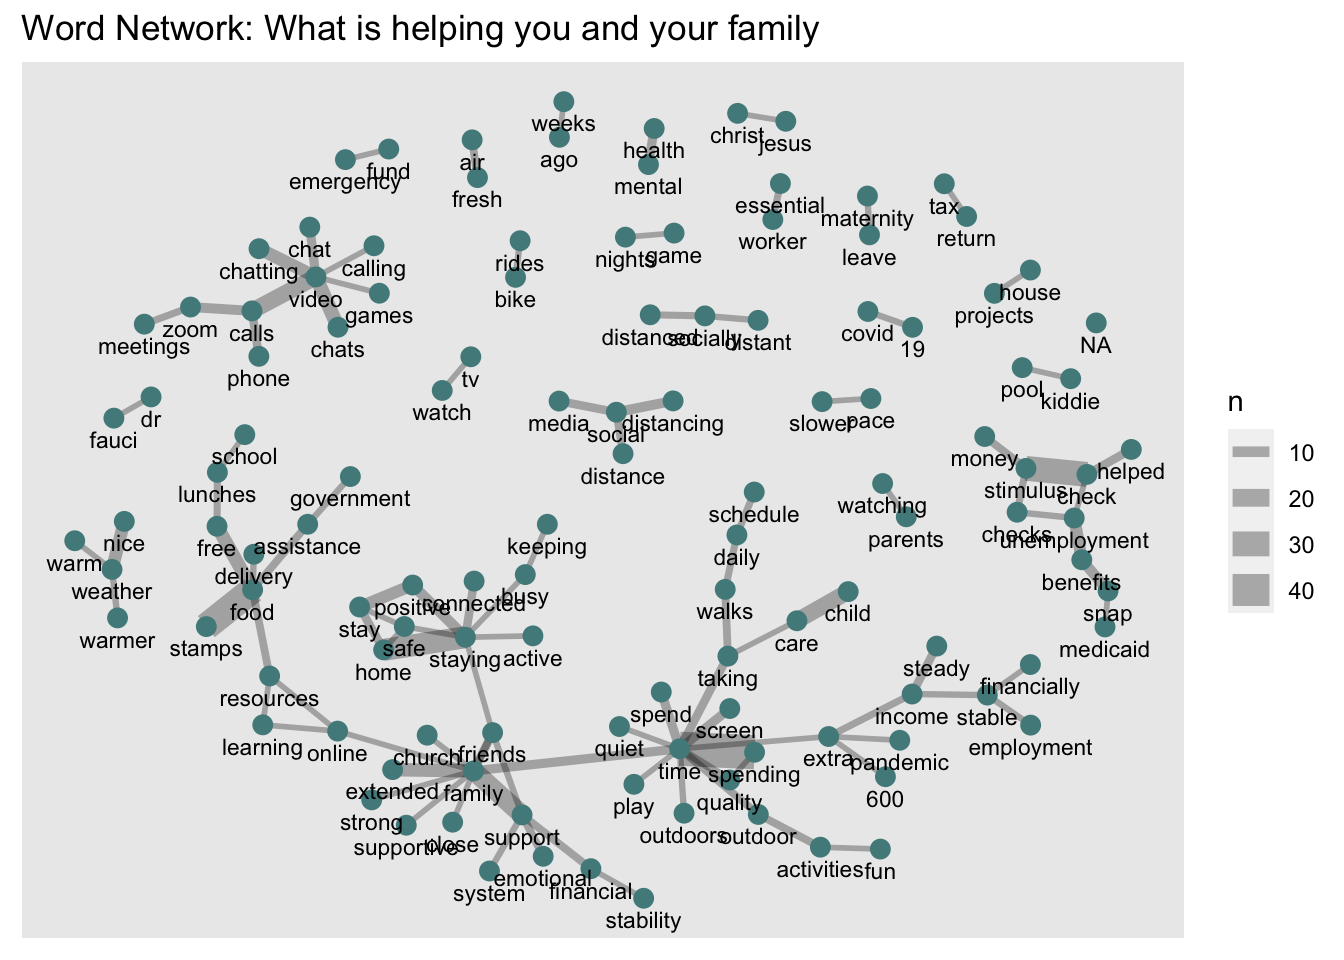 Word Network: What is helping you and your family
weeks
ago
health
mental
christ
jesus
air
fresh
fund
emergency
essential
worker
maternity
leave
tax
return
chat
chatting
calling
video
games
chats
zoom
calls
meetings
phone
rides
bike
nights
game
house
projects
distanced
socially
distant
covid
19
NA
tv
watch
pool
kiddie
dr
fauci
media
social
distancing
distance
slower
pace
school
lunches
government
free
assistance
delivery
food
stamps
nice
warm
weather
warmer
money
stimulus
check
helped
checks
unemployment
benefits
snap
medicaid
watching
parents
schedule
daily
walks
keeping
busy
positive
connected
stay
safe
home
staying
active
child
care
taking
resources
learning
online
steady
financially
income
stable
employment
spend
screen
quiet
time
spending
extra
pandemic
600
play
quality
outdoors
outdoor
activities
fun
church
friends
extended
family
strong
supportive
close
support
system
emotional
financial
stability
n
10
20
30
40